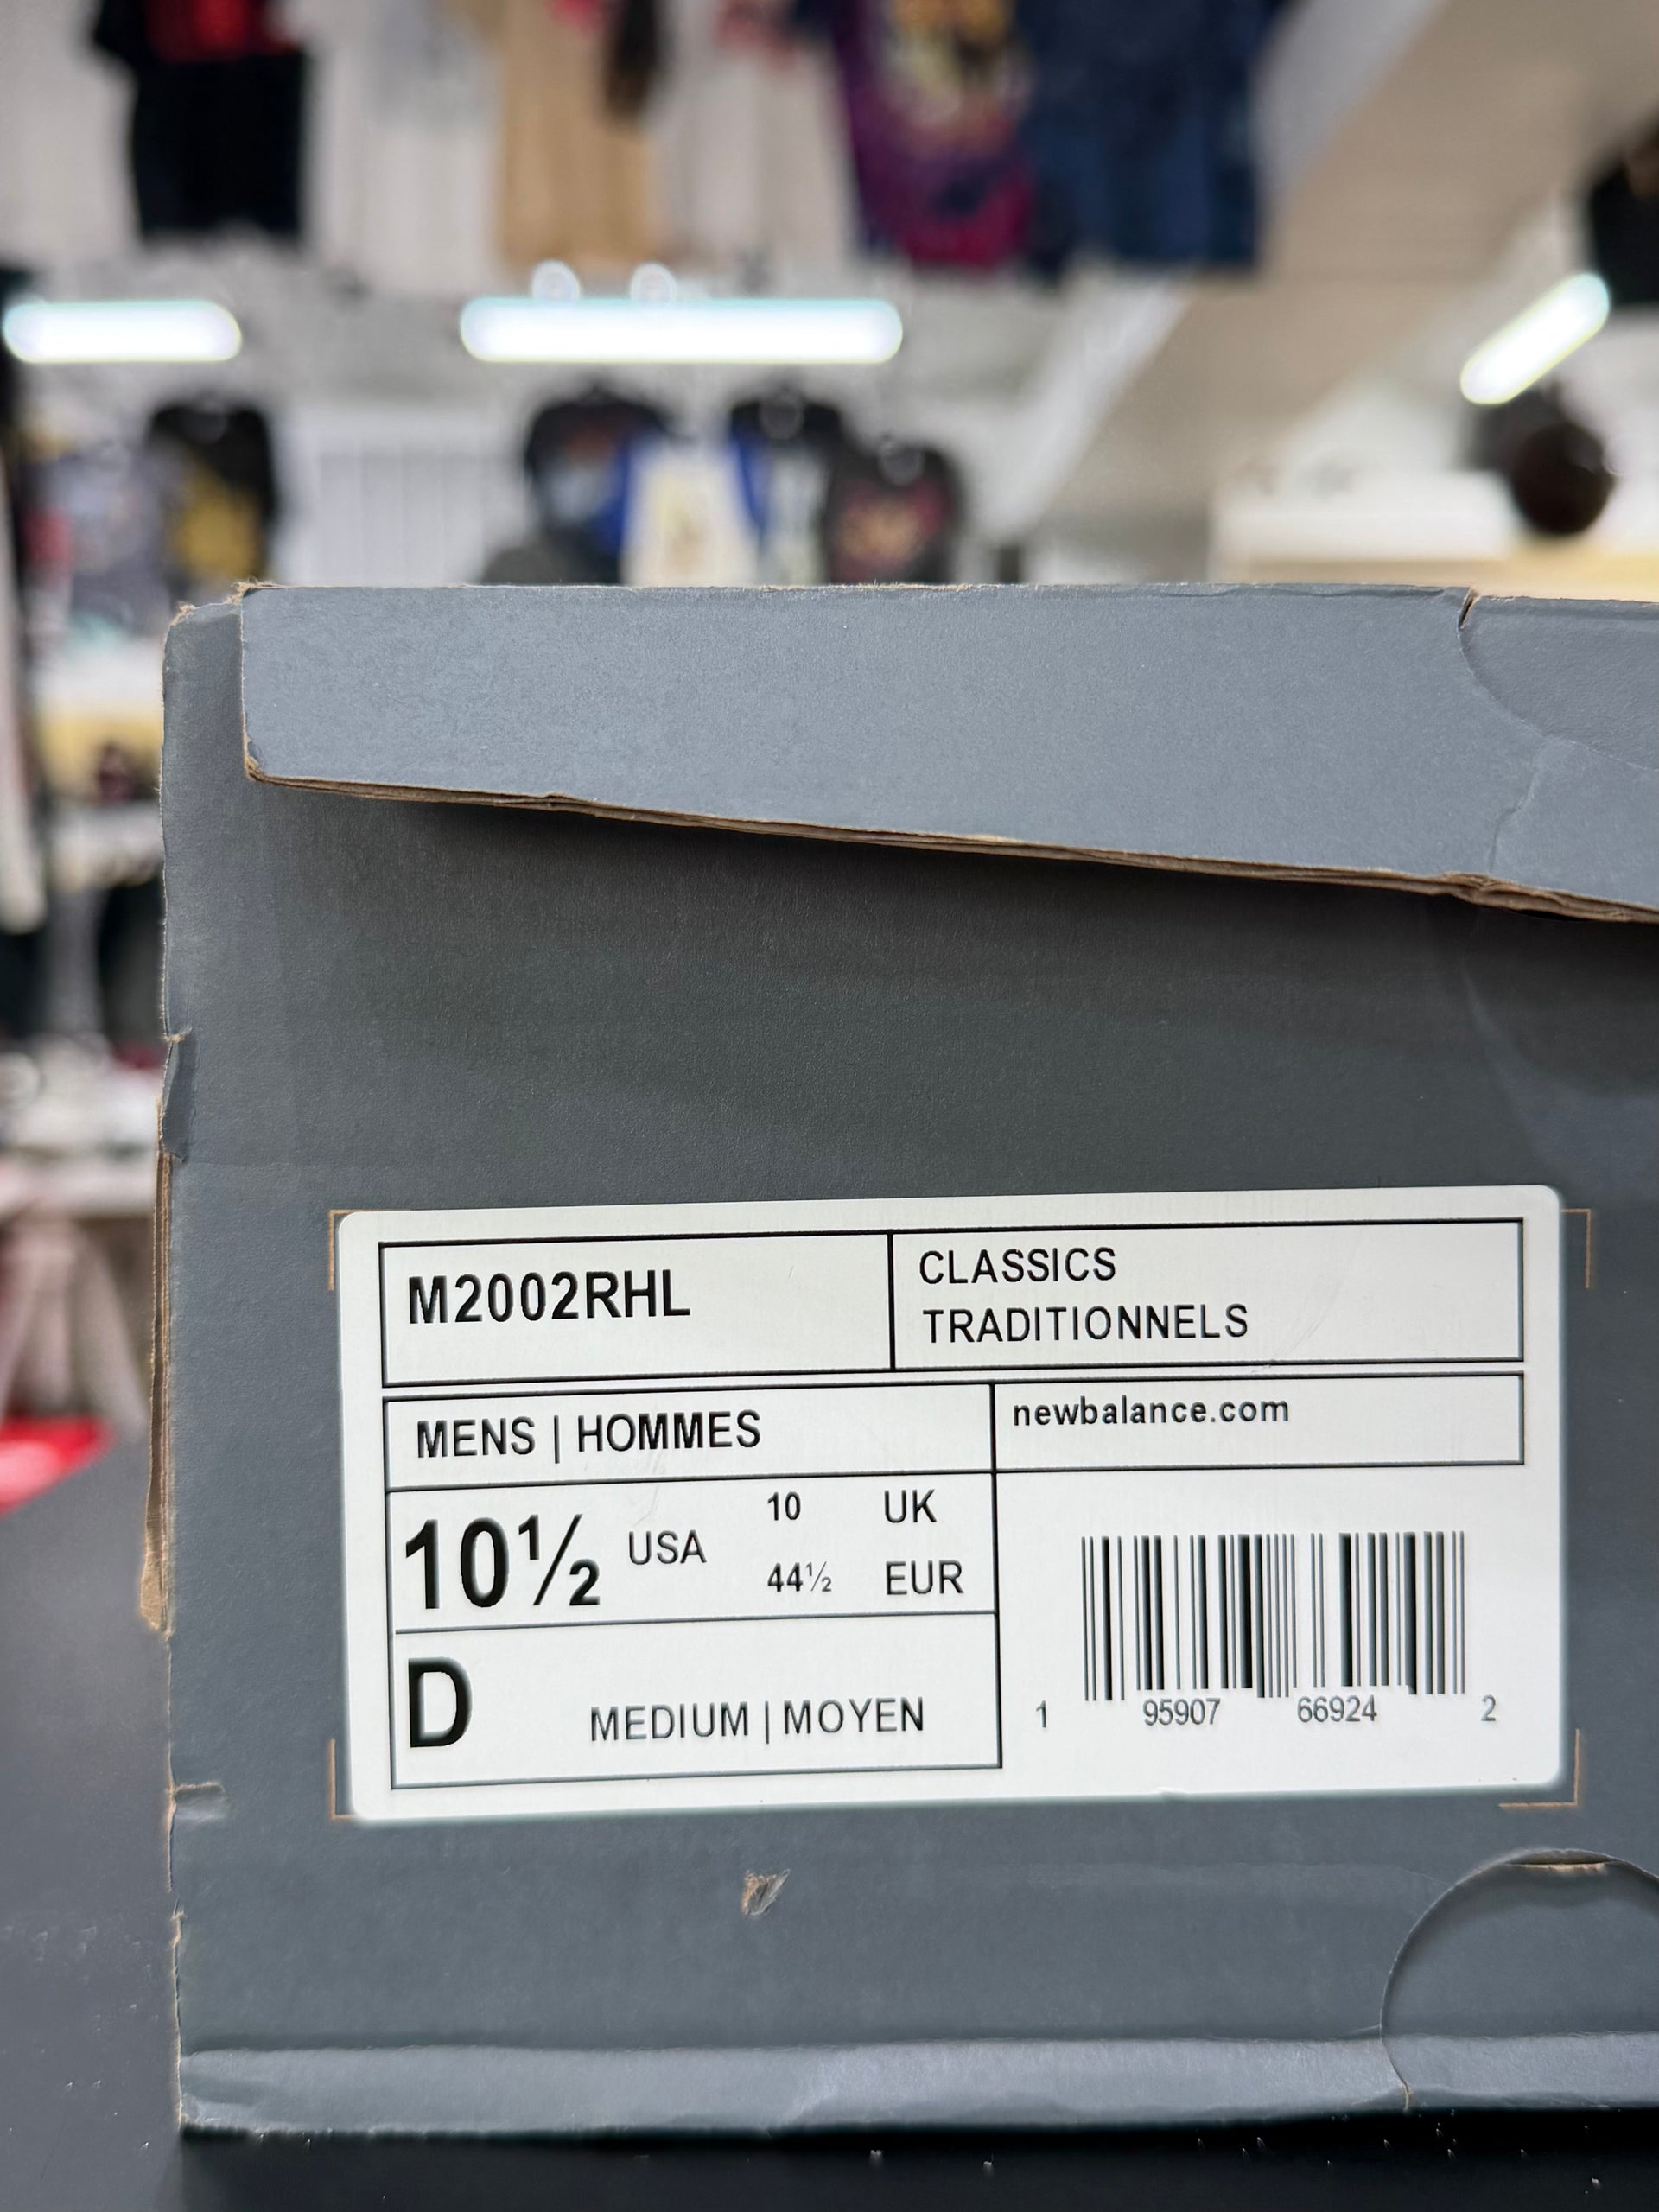 M2002RHL
CLASSICS
TRADITIONNELS
MENS | HOMMES
newbalance.com
10½ USA
10 UK
44½ EUR
D
MEDIUM | MOYEN
1 95907 66924 2